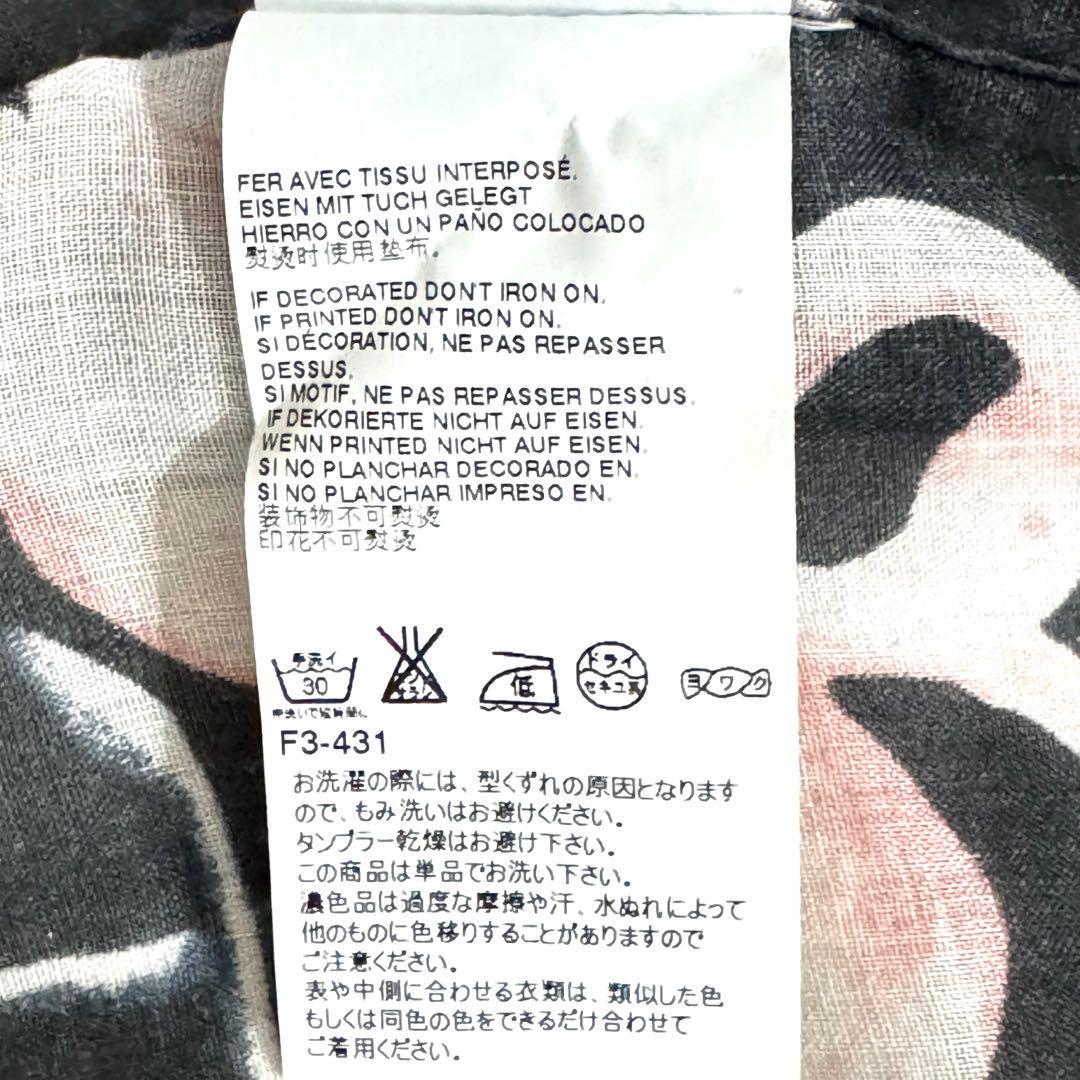 FER AVEC TISSU INTERPOSÉ.
EISEN MIT TUCH GELEGT
HIERRO CON UN PAÑO COLOCADO
熨烫时使用垫布.
IF DECORATED DON'T IRON ON.
IF PRINTED DON'T IRON ON.
SI DÉCORATION, NE PAS REPASSER
DESSUS.
SI MOTIF, NE PAS REPASSER DESSUS.
IF DEKORIERTE NICHT AUF EISEN.
WENN PRINTED NICHT AUF EISEN.
SI NO PLANCHAR DECORADO EN.
SI NO PLANCHAR IMPRESO EN.
装饰物不可熨烫
印花不可熨烫
手洗イ
30
低
ドライ
セキユ系
ヨワク
F3-431
お洗濯の際には、型くずれの原因となります
ので、もみ洗いはお避けください。
タンブラー乾燥はお避け下さい。
この商品は単品でお洗い下さい。
濃色品は過度な摩擦や汗、水ぬれによって
他のものに色移りすることがありますので
ご注意ください。
表や中側に合わせる衣類は、類似した色
もしくは同色の色をできるだけ合わせて
ご着用ください。